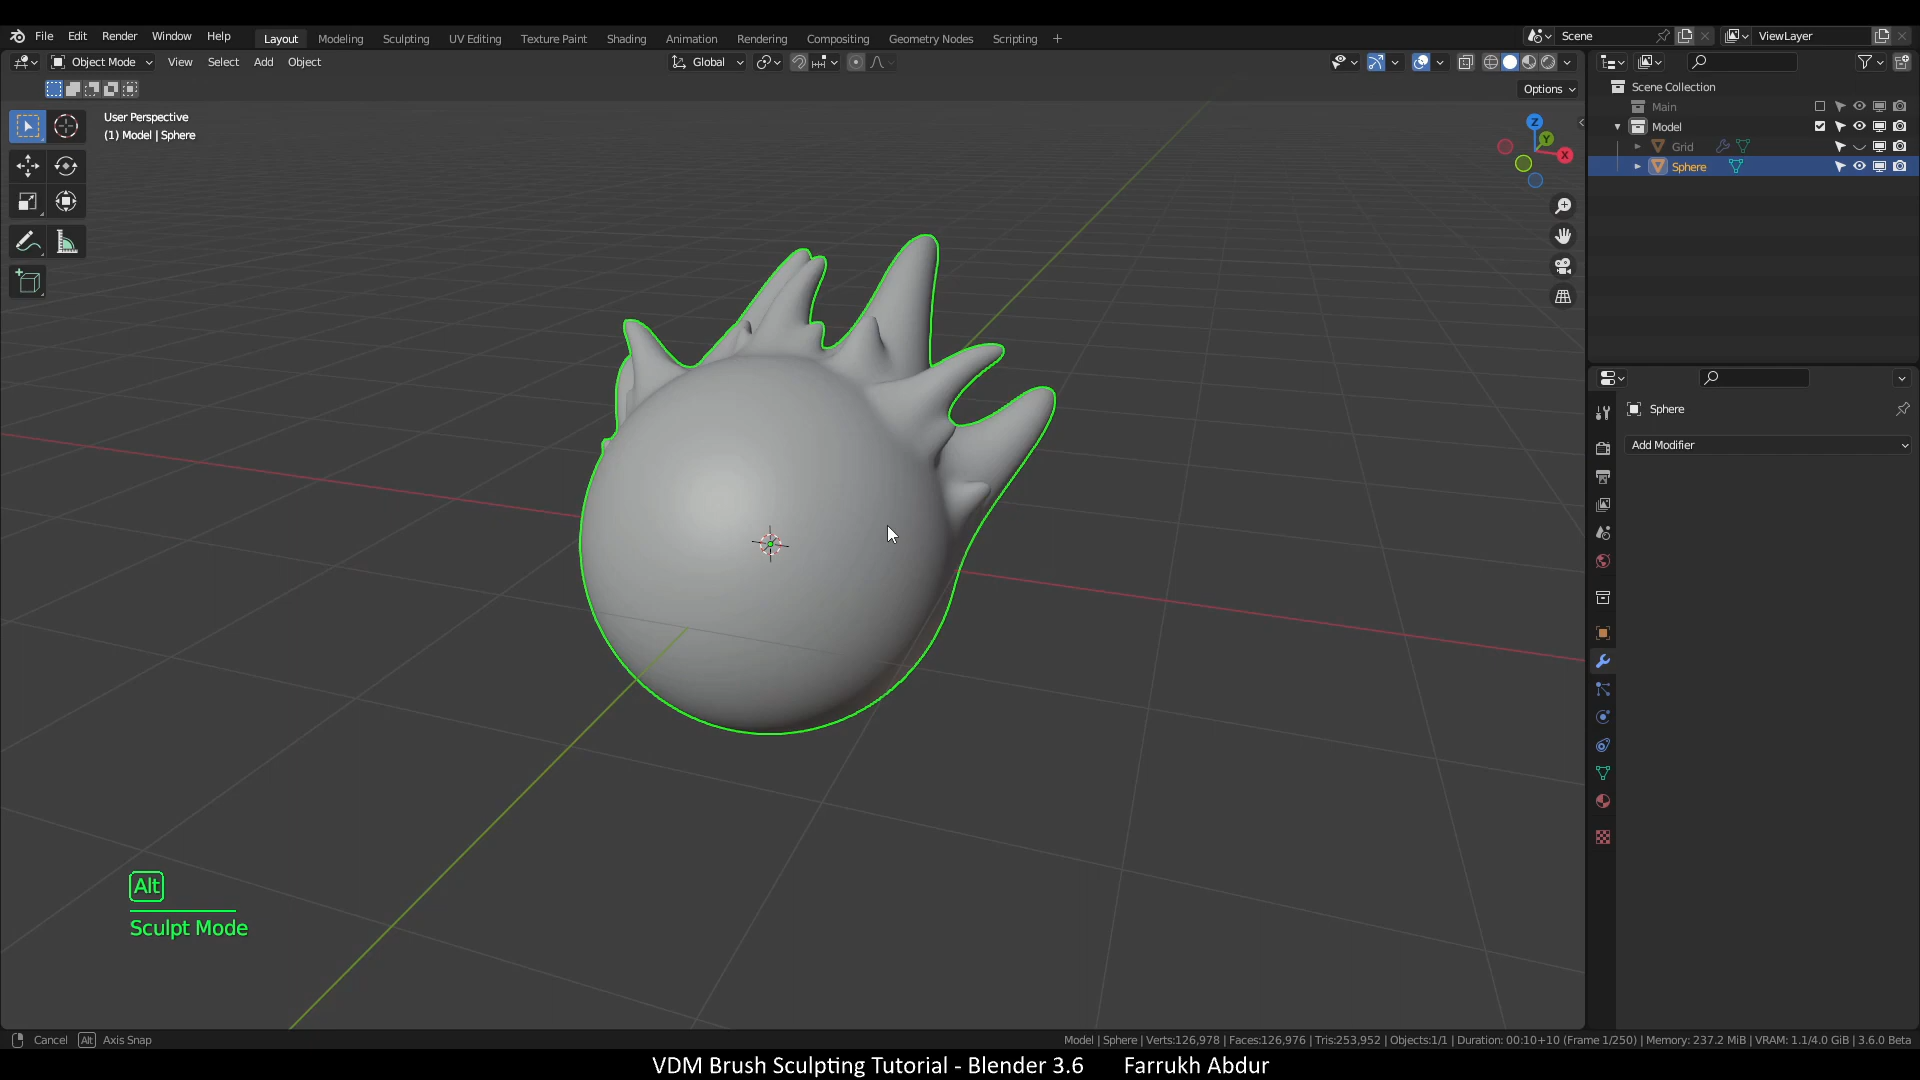 File Edit Render Window Help Layout Modeling Sculpting UV Editing Texture Paint Shading Animation Rendering Compositing Geometry Nodes Scripting + Scene ViewLayer
Object Mode View Select Add Object Global
Options
User Perspective
(1) Model | Sphere
Z
Y
X
Scene Collection
Main
Model
Grid
Sphere
Sphere
Add Modifier
Alt
Sculpt Mode
Cancel Alt Axis Snap Model | Sphere | Verts:126,978 | Faces:126,976 | Tris:253,952 | Objects:1/1 | Duration: 00:10+10 (Frame 1/250) | Memory: 237.2 MiB | VRAM: 1.1/4.0 GiB | 3.6.0 Beta
VDM Brush Sculpting Tutorial - Blender 3.6 Farrukh Abdur